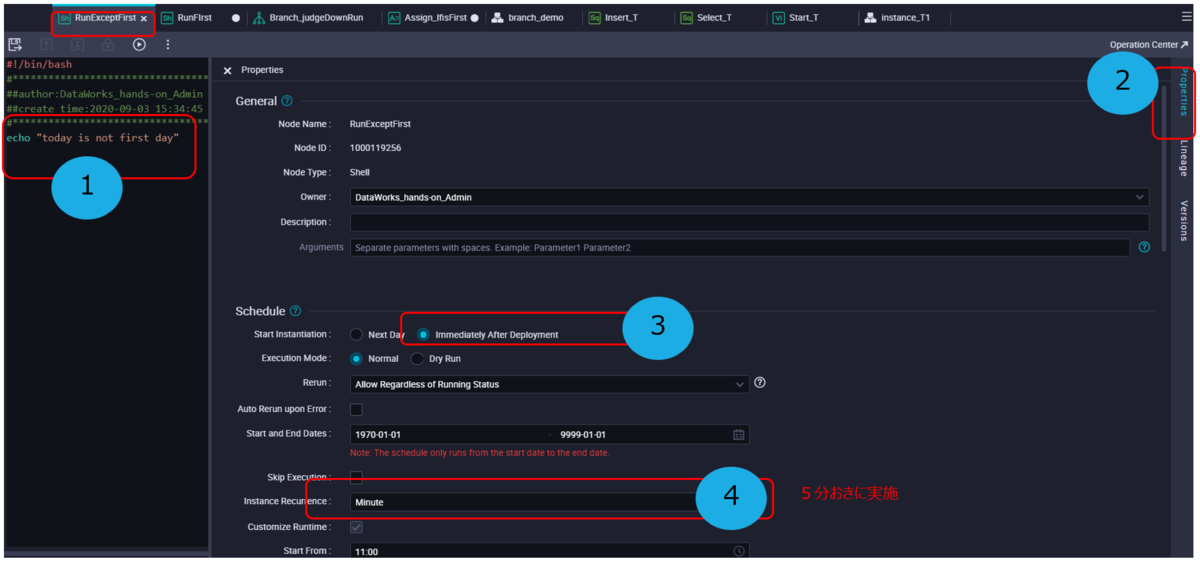 RunExceptFirst
RunFIrst
Branch_judgeDownRun
Assign_IfisFirst
branch_demo
Insert_T
Select_T
Start_T
instance_T1
Operation Center
#!/bin/bash
#*********************************
##author:DataWorks_hands-on_Admin
##create time:2020-09-03 15:34:45
#*********************************
echo "today is not first day"
1
Properties
General
Node Name : RunExceptFirst
Node ID : 1000119256
Node Type : Shell
Owner : DataWorks_hands-on_Admin
Description :
Arguments Separate parameters with spaces. Example: Parameter1 Parameter2
Schedule
Start Instantiation : Next Day Immediately After Deployment
3
Execution Mode : Normal Dry Run
Rerun : Allow Regardless of Running Status
Auto Rerun upon Error :
Start and End Dates : 1970-01-01 - 9999-01-01
Note: The schedule only runs from the start date to the end date.
Skip Execution :
Instance Recurrence : Minute
4
5分おきに実施
Customize Runtime :
Start From : 11:00
2
Properties
Lineage
Versions